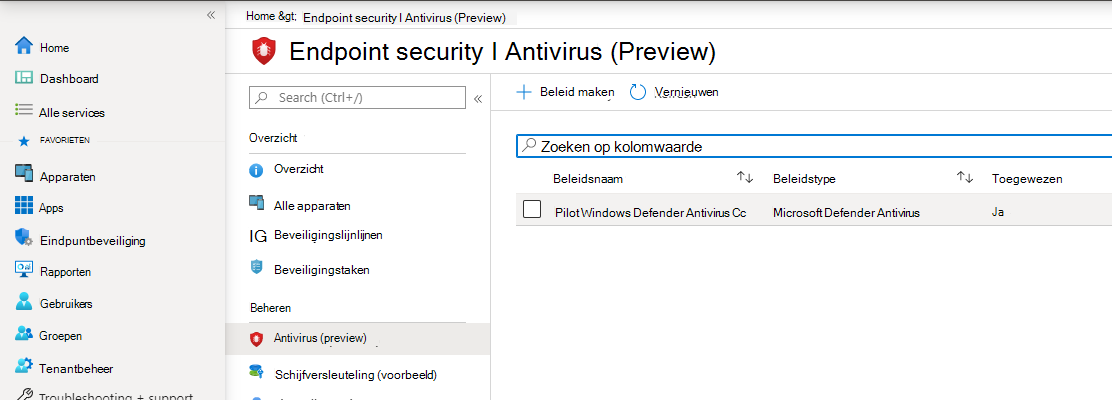 Home &gt; Endpoint security I Antivirus (Preview)
Endpoint security I Antivirus (Preview)
Home
Dashboard
Alle services
FAVORIETEN
Apparaten
Apps
Eindpuntbeveiliging
Rapporten
Gebruikers
Groepen
Tenantbeheer
Troubleshooting + support
Search (Ctrl+/)
Overzicht
Overzicht
Alle apparaten
IG Beveiligingslijnlijnen
Beveiligingstaken
Beheren
Antivirus (preview)
Schijfversleuteling (voorbeeld)
Beleid maken Vernieuwen
Zoeken op kolomwaarde
Beleidsnaam Beleidstype Toegewezen
Pilot Windows Defender Antivirus Cc Microsoft Defender Antivirus Ja